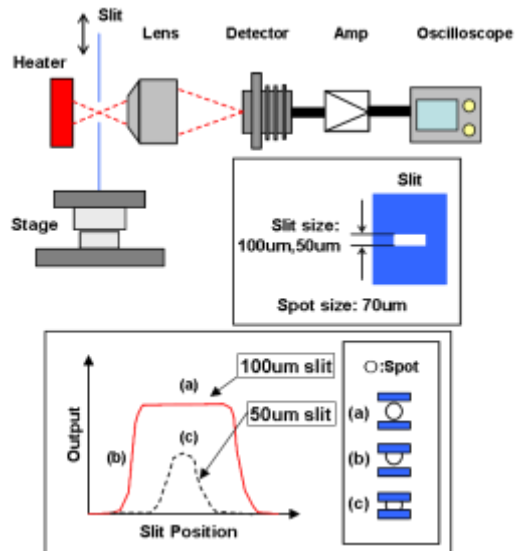 Slit
Lens
Detector
Amp
Oscilloscope
Heater
Stage
Slit
Slit size:
100um,50um
Spot size: 70um
(a)
100um slit
(c)
50um slit
(b)
Output
Slit Position
O:Spot
(a)
(b)
(c)